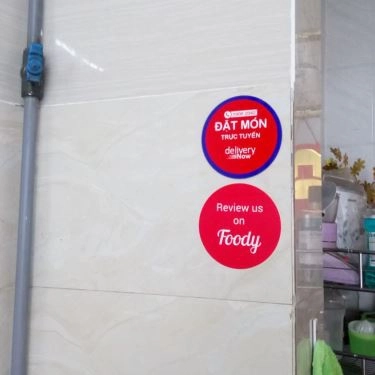 ĐẶT MÓN
TRỰC TUYẾN
delivery
Now
Review us
on
Foody